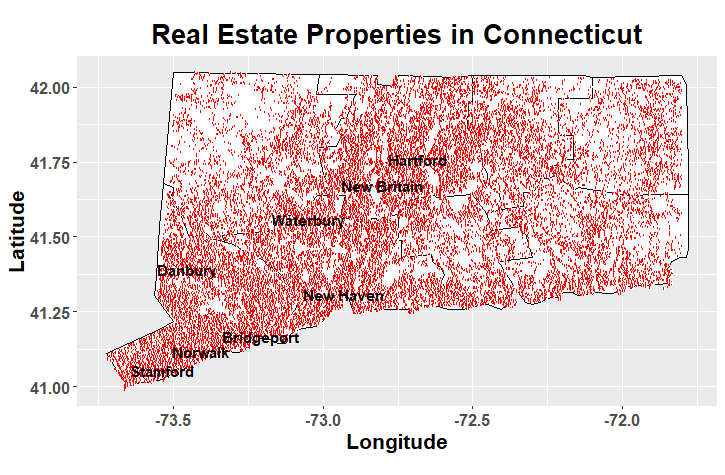 Real Estate Properties in Connecticut
42.00
41.75
41.50
41.25
41.00
Latitude
Hartford
New Britain
Waterbury
Danbury
New Haven
Bridgeport
Norwalk
Stamford
-73.5 -73.0 -72.5 -72.0
Longitude